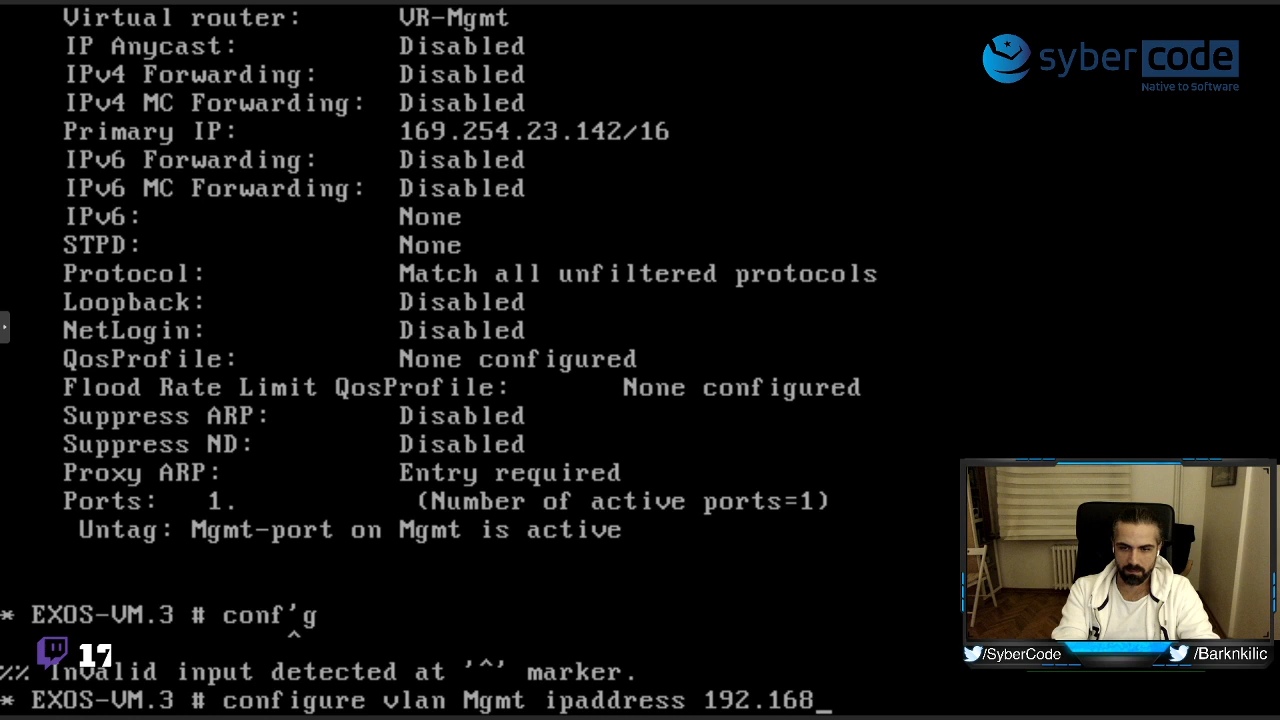 Virtual router: VR-Mgmt
IP Anycast: Disabled
IPv4 Forwarding: Disabled
IPv4 MC Forwarding: Disabled
Primary IP: 169.254.23.142/16
IPv6 Forwarding: Disabled
IPv6 MC Forwarding: Disabled
IPv6: None
STPD: None
Protocol: Match all unfiltered protocols
Loopback: Disabled
NetLogin: Disabled
QosProfile: None configured
Flood Rate Limit QosProfile: None configured
Suppress ARP: Disabled
Suppress ND: Disabled
Proxy ARP: Entry required
Ports: 1. (Number of active ports=1)
Untag: Mgmt-port on Mgmt is active
* EXOS-VM.3 # conf'g
^
%% Invalid input detected at '^' marker.
* EXOS-VM.3 # configure vlan Mgmt ipaddress 192.168_
syber code
Native to Software
17
/SyberCode
/Barknkilic